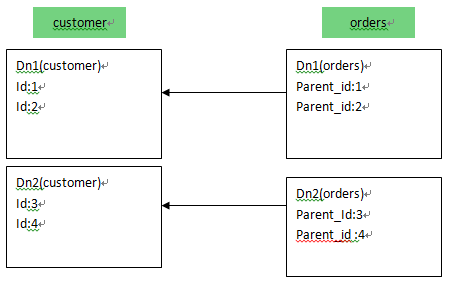 customer
orders
Dn1(customer)
Id:1
Id:2
Dn1(orders)
Parent_id:1
Parent_id:2
Dn2(customer)
Id:3
Id:4
Dn2(orders)
Parent_Id:3
Parent_id :4